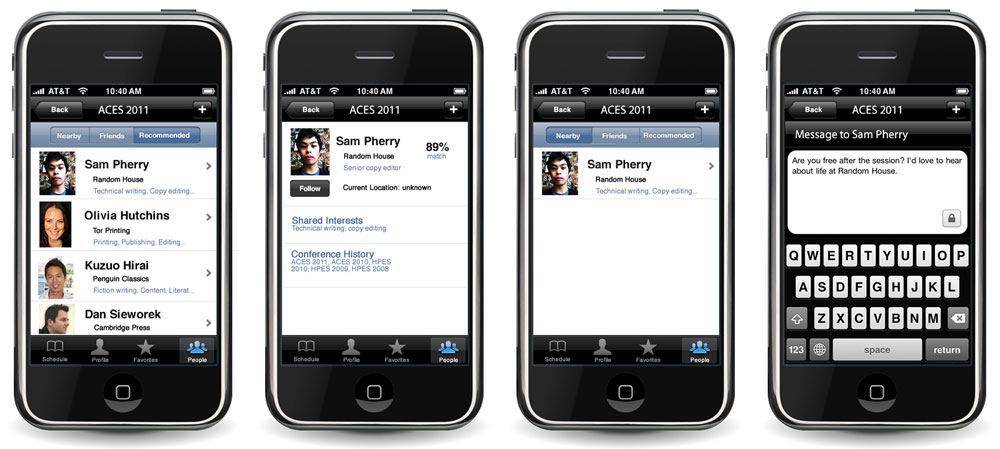 AT&T 10:40 AM
Back ACES 2011 +
Nearby Friends Recommended
Sam Pherry
Random House
Technical writing, Copy editing...
Olivia Hutchins
Tor Printing
Printing, Publishing, Editing...
Kuzuo Hirai
Penguin Classics
Fiction writing, Content, Literat...
Dan Sieworek
Cambridge Press
Schedule Profile Favorites People
AT&T 10:40 AM
Back ACES 2011 +
Sam Pherry
Random House
Senior copy editor
89%
match
Follow Current Location: unknown
Shared Interests
Technical writing, copy editing
Conference History
ACES 2011, ACES 2010, HPES
2010, HPES 2009, HPES 2008
Schedule Profile Favorites People
AT&T 10:40 AM
Back ACES 2011 +
Nearby Friends Recommended
Sam Pherry
Random House
Technical writing, Copy editing...
Schedule Profile Favorites People
AT&T 10:40 AM
Back ACES 2011 +
Message to Sam Pherry
Are you free after the session? I'd love to hear
about life at Random House.
Q W E R T Y U I O P
A S D F G H J K L
Z X C V B N M
123 space return